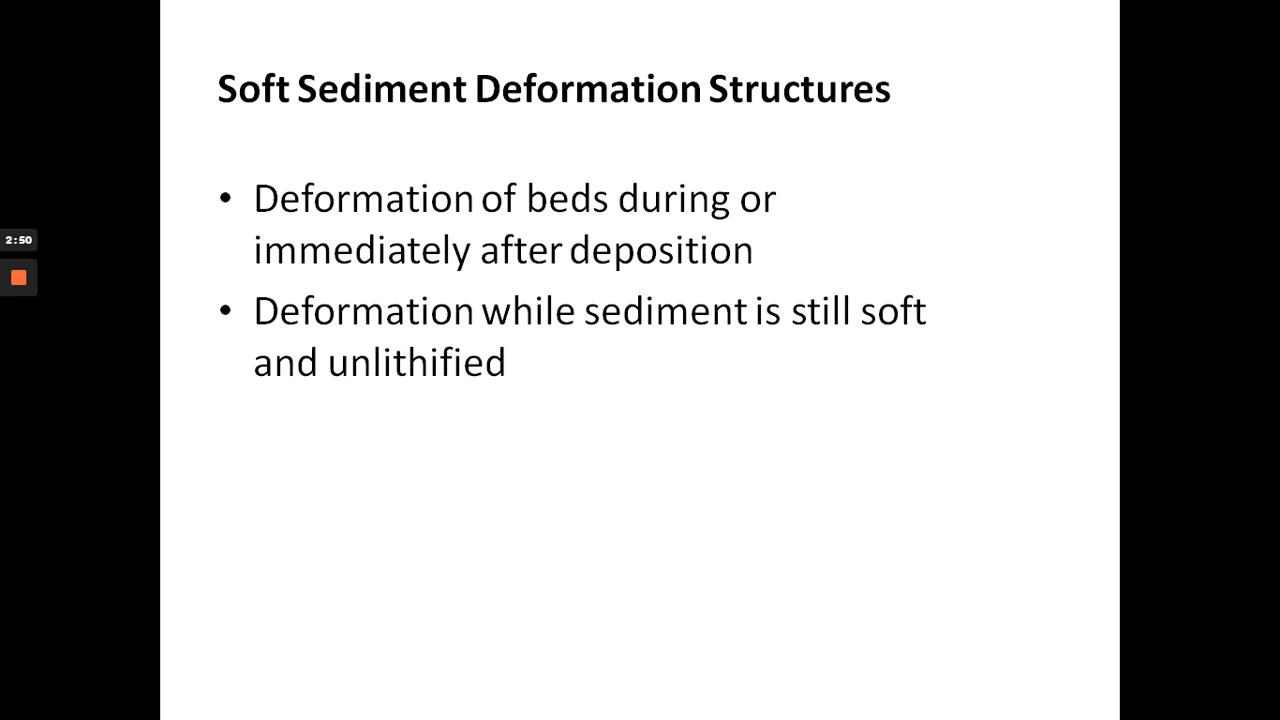 Soft Sediment Deformation Structures
• Deformation of beds during or
immediately after deposition
• Deformation while sediment is still soft
and unlithified
2:50